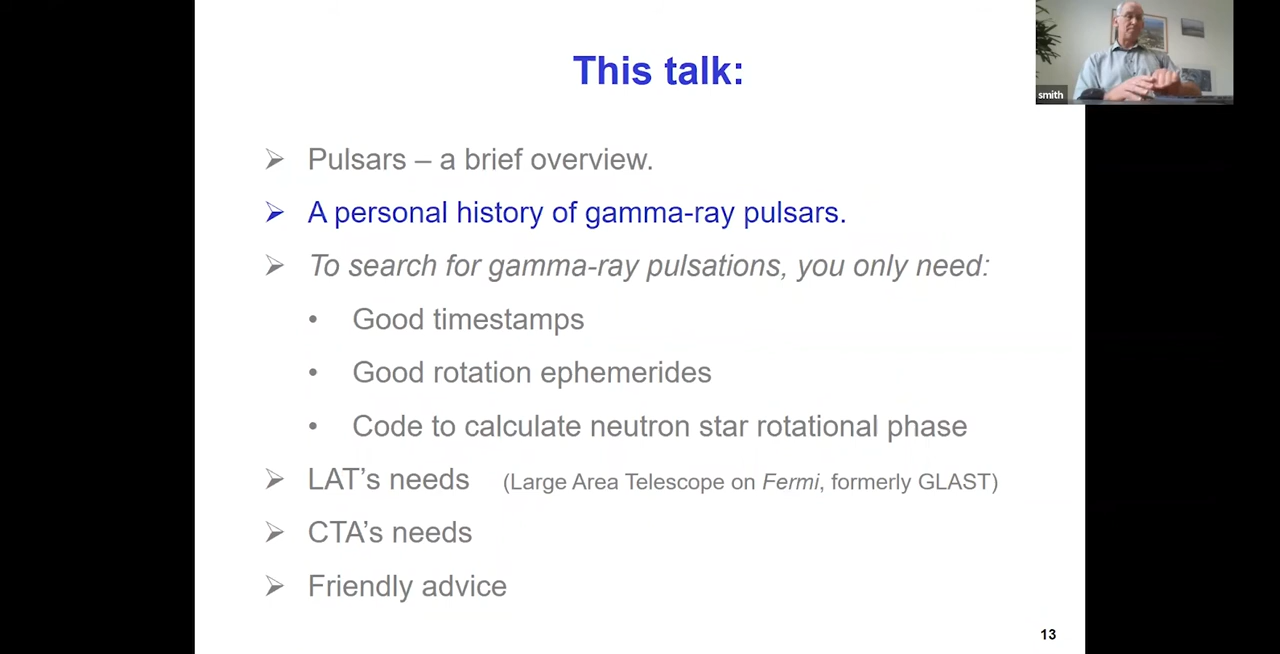 This talk:
smith
➢ Pulsars – a brief overview.
➢ A personal history of gamma-ray pulsars.
➢ To search for gamma-ray pulsations, you only need:
• Good timestamps
• Good rotation ephemerides
• Code to calculate neutron star rotational phase
➢ LAT's needs (Large Area Telescope on Fermi, formerly GLAST)
➢ CTA's needs
➢ Friendly advice
13